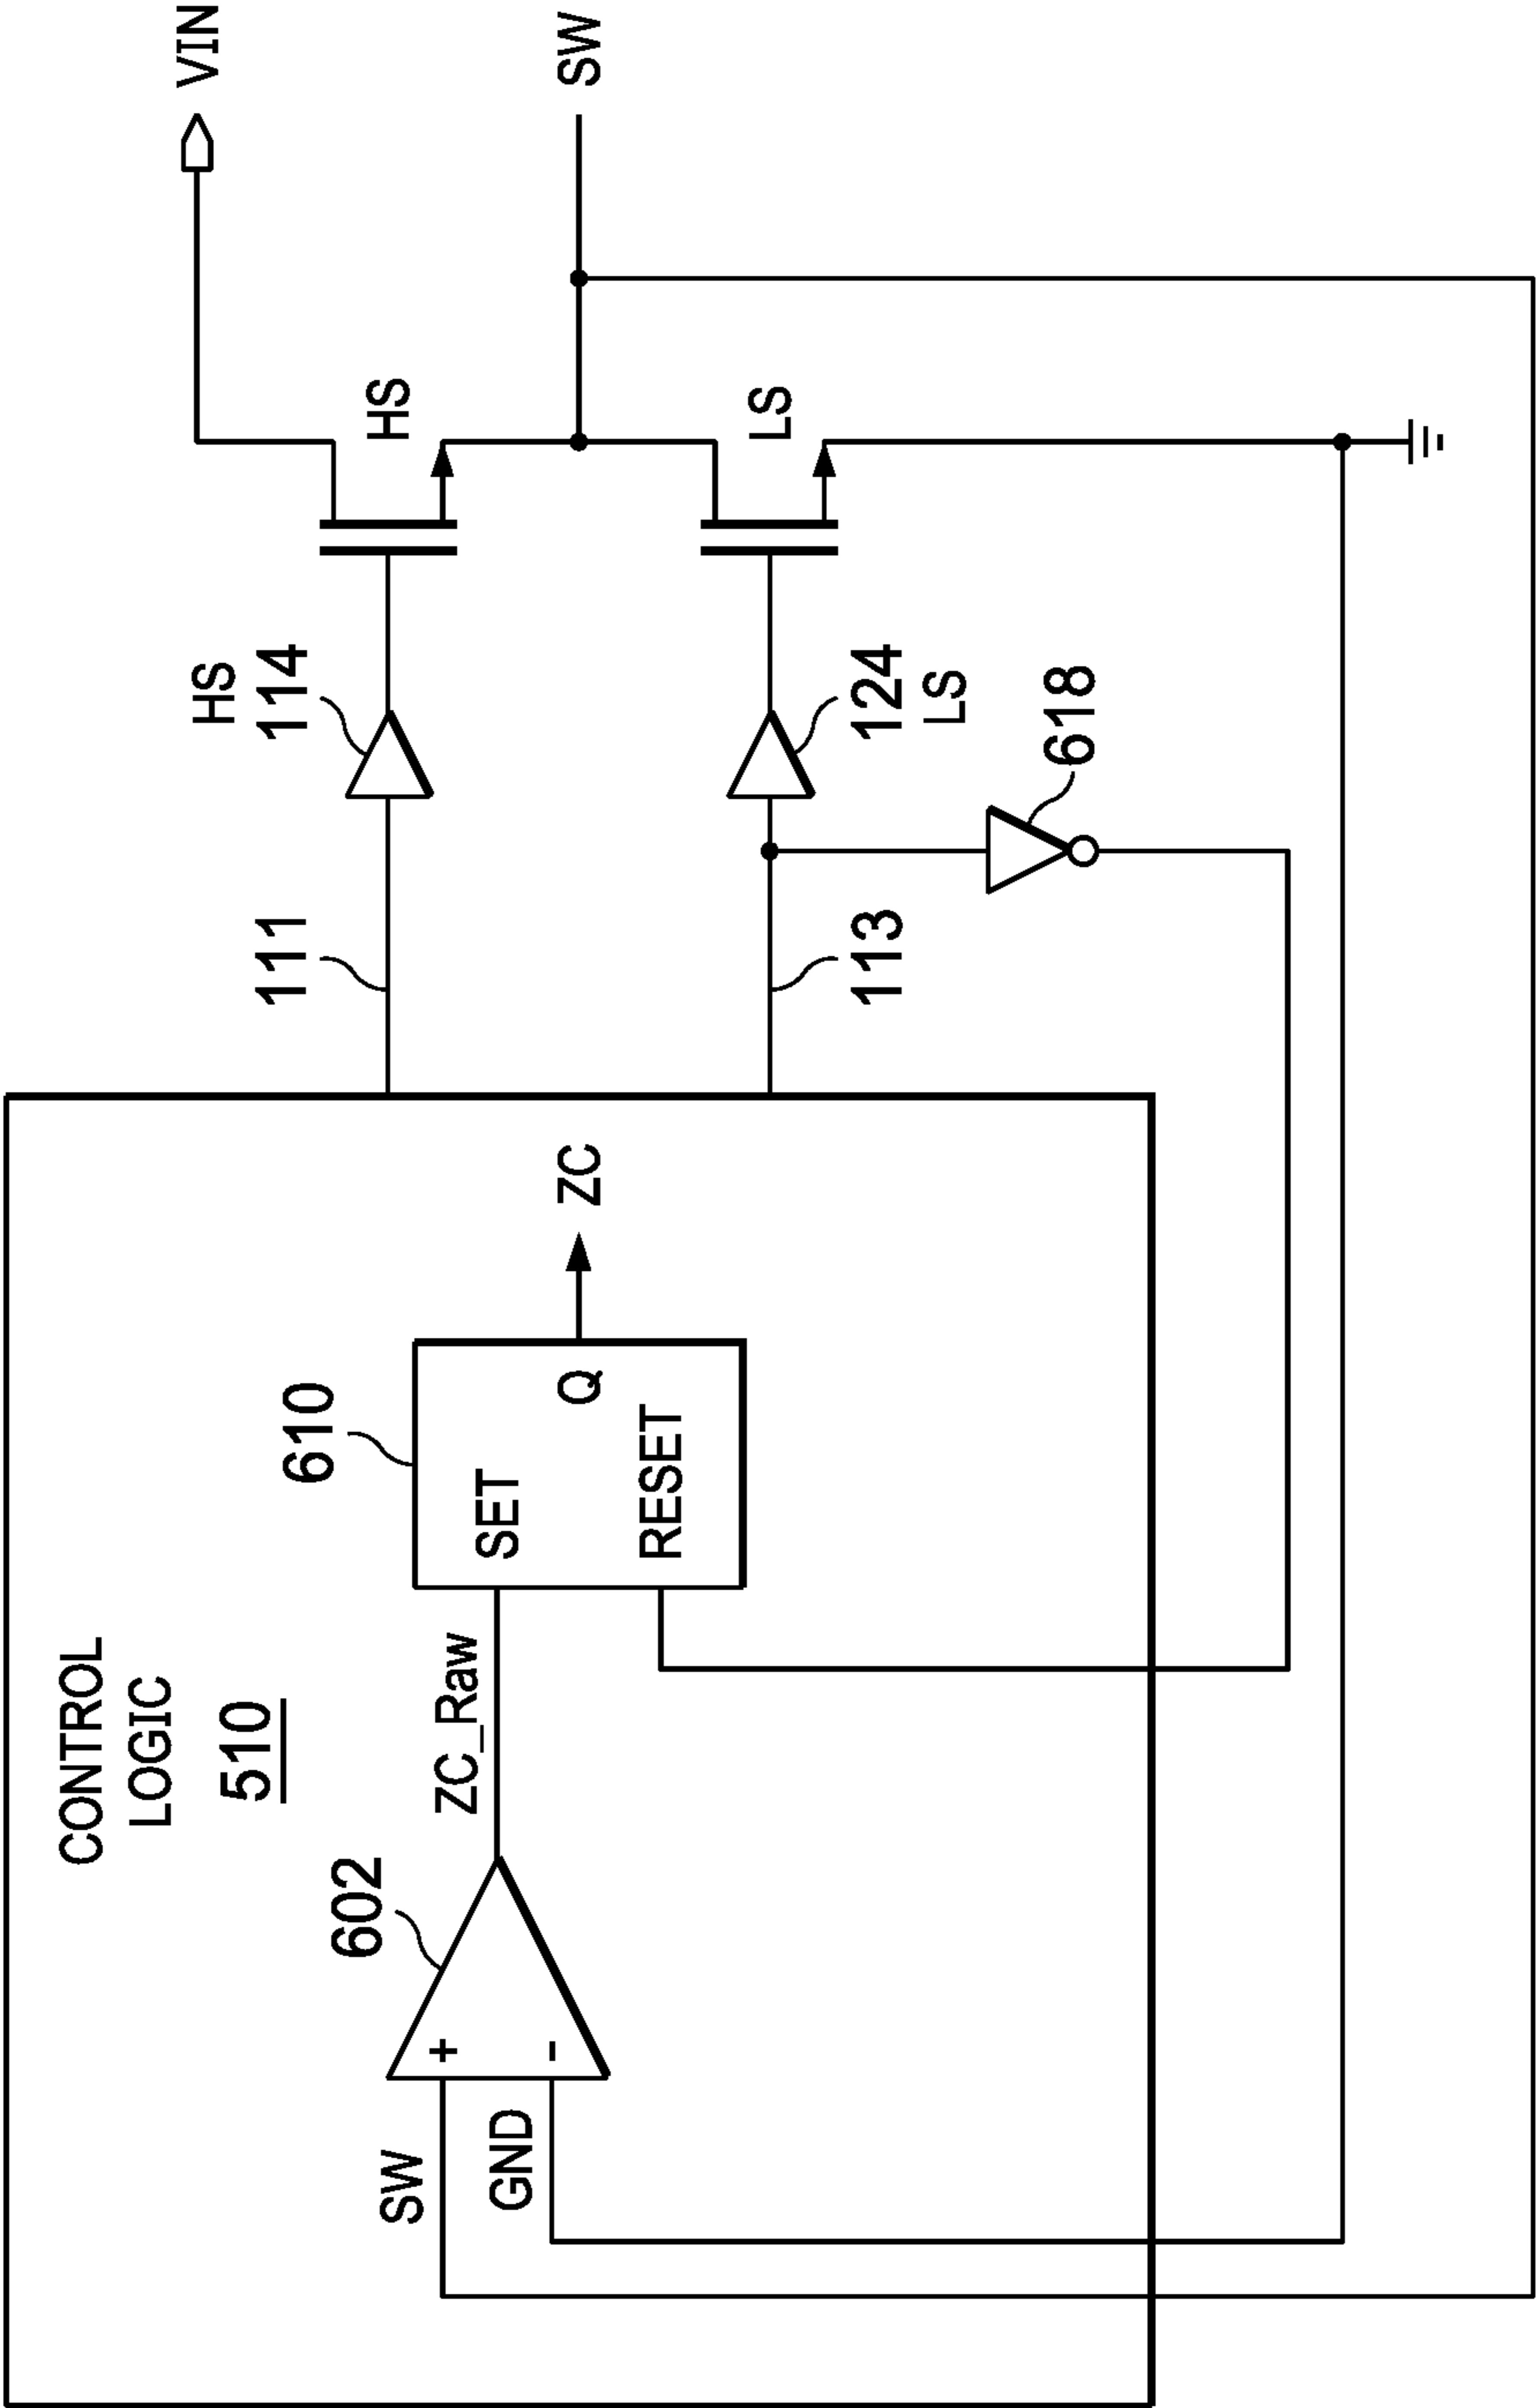 CONTROL
LOGIC
510
VIN
HS
114
HS
111
SW
602
610
SW
+
ZC_Raw
SET
Q
ZC
GND
-
RESET
LS
113
124
LS
618